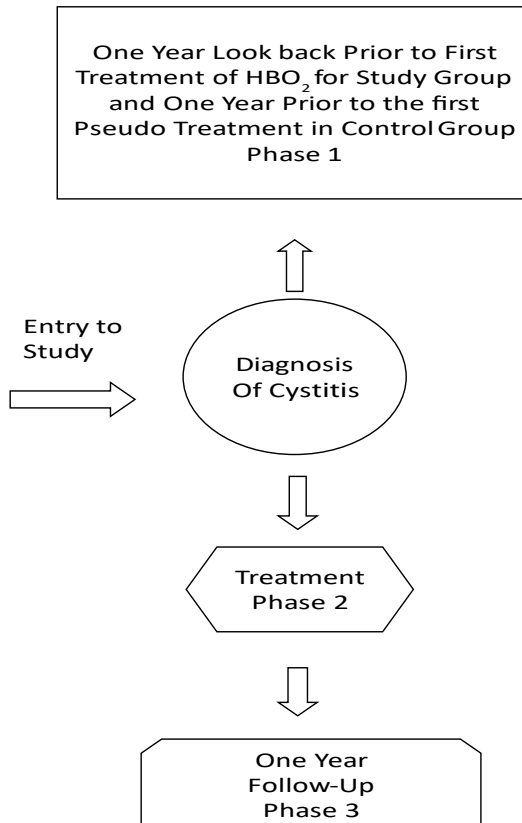 One Year Look back Prior to First
Treatment of HBO₂ for Study Group
and One Year Prior to the first
Pseudo Treatment in Control Group
Phase 1
Entry to
Study
Diagnosis
Of Cystitis
Treatment
Phase 2
One Year
Follow-Up
Phase 3